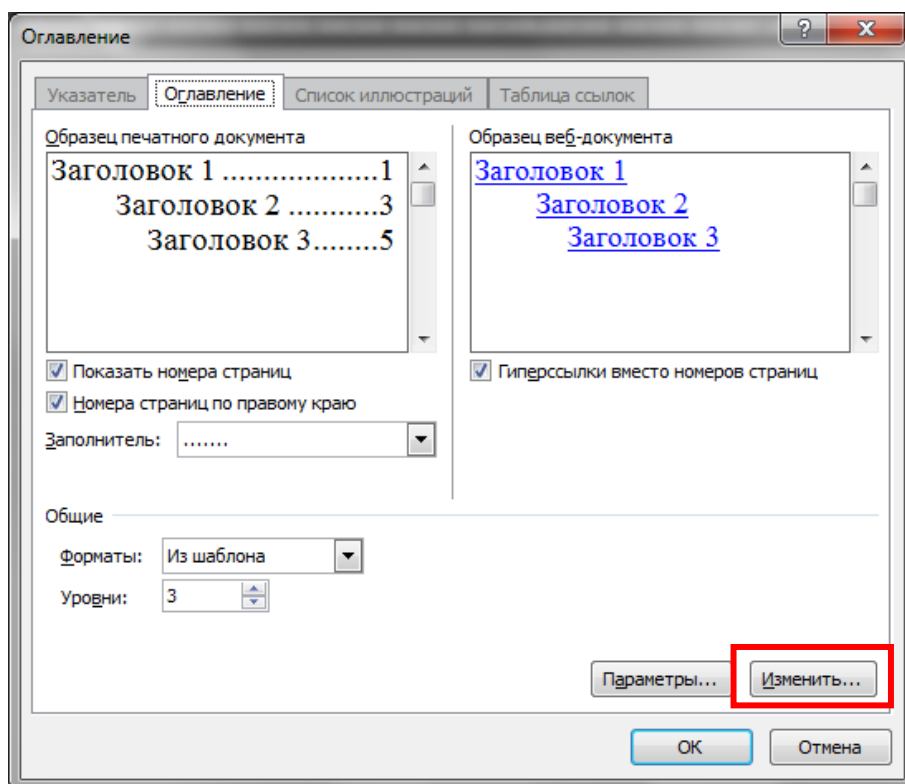 Оглавление
?
Указатель Оглавление Список иллюстраций Таблица ссылок
Образец печатного документа
Заголовок 1 ...................1
Заголовок 2 ...........3
Заголовок 3........5
Образец веб-документа
Заголовок 1
Заголовок 2
Заголовок 3
Показать номера страниц
Номера страниц по правому краю
Заполнитель: .......
Гиперссылки вместо номеров страниц
Общие
Форматы: Из шаблона
Уровни: 3
Параметры... Изменить...
ОК Отмена